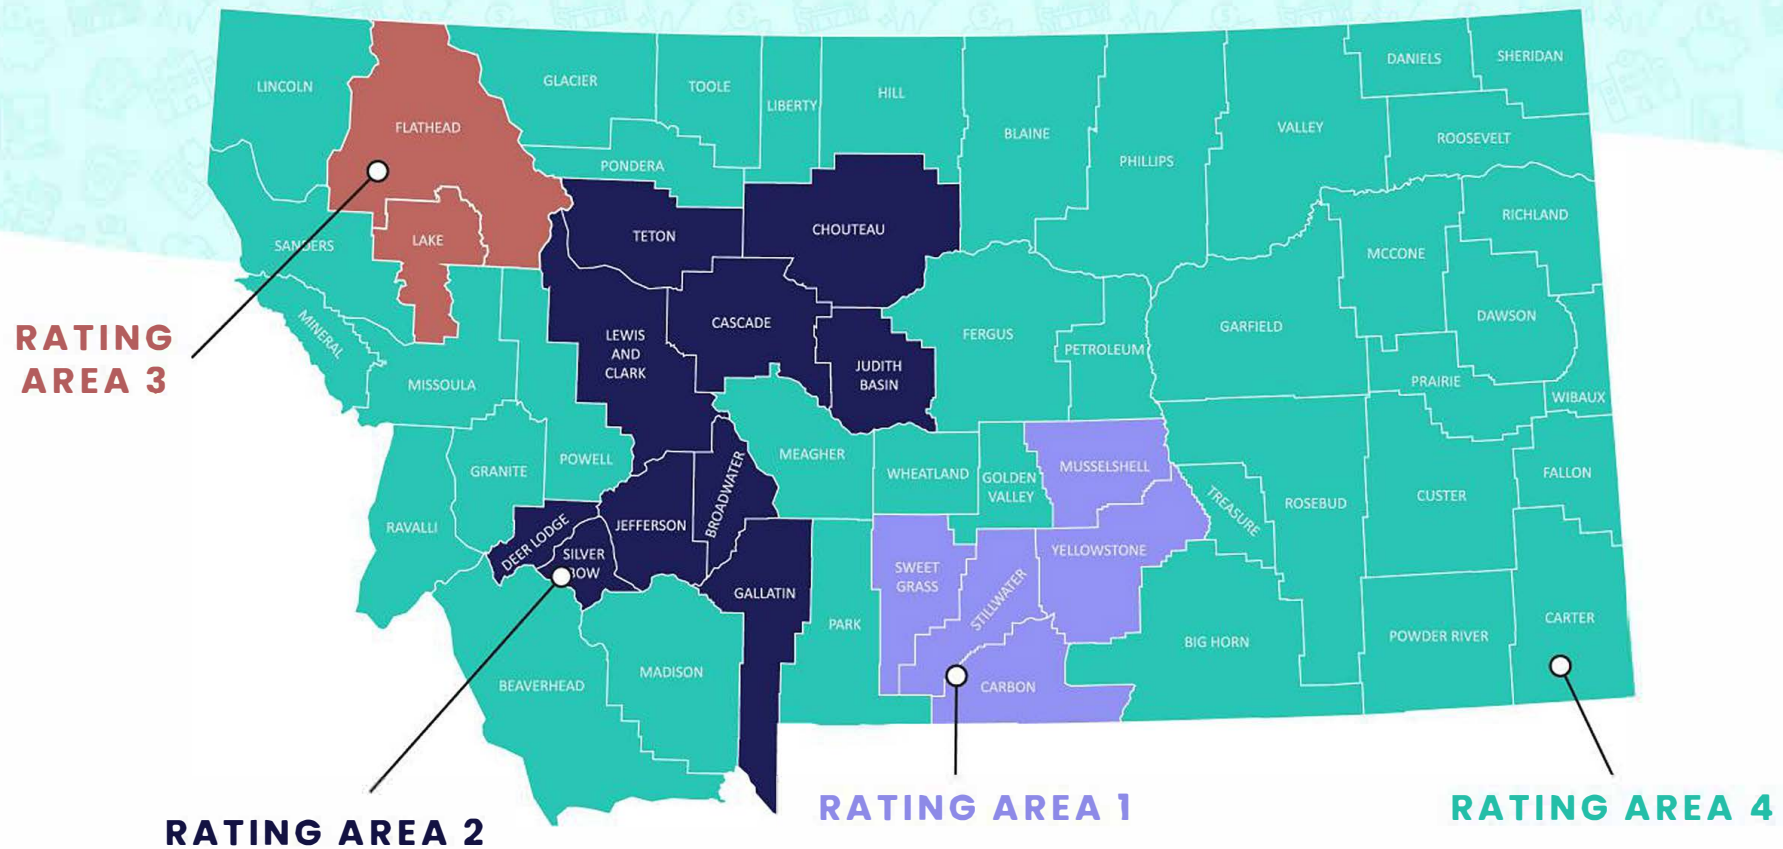 LINCOLN
FLATHEAD
GLACIER
TOOLE
LIBERTY
HILL
BLAINE
PHILLIPS
VALLEY
DANIELS
SHERIDAN
ROOSEVELT
PONDERA
SANDERS
LAKE
TETON
CHOUTEAU
MCCONE
RICHLAND
DAWSON
MINERAL
MISSOULA
LEWIS
AND
CLARK
CASCADE
JUDITH
BASIN
FERGUS
PETROLEUM
GARFIELD
PRAIRIE
WIBAUX
RATING
AREA 3
RAVALLI
GRANITE
POWELL
DEER LODGE
SILVER
BOW
JEFFERSON
BROADWATER
MEAGHER
WHEATLAND
GOLDEN
VALLEY
MUSSELSHELL
TREASURE
ROSEBUD
CUSTER
FALLON
BEAVERHEAD
MADISON
GALLATIN
PARK
SWEET
GRASS
STILLWATER
YELLOWSTONE
CARBON
BIG HORN
POWDER RIVER
CARTER
RATING AREA 2
RATING AREA 1
RATING AREA 4